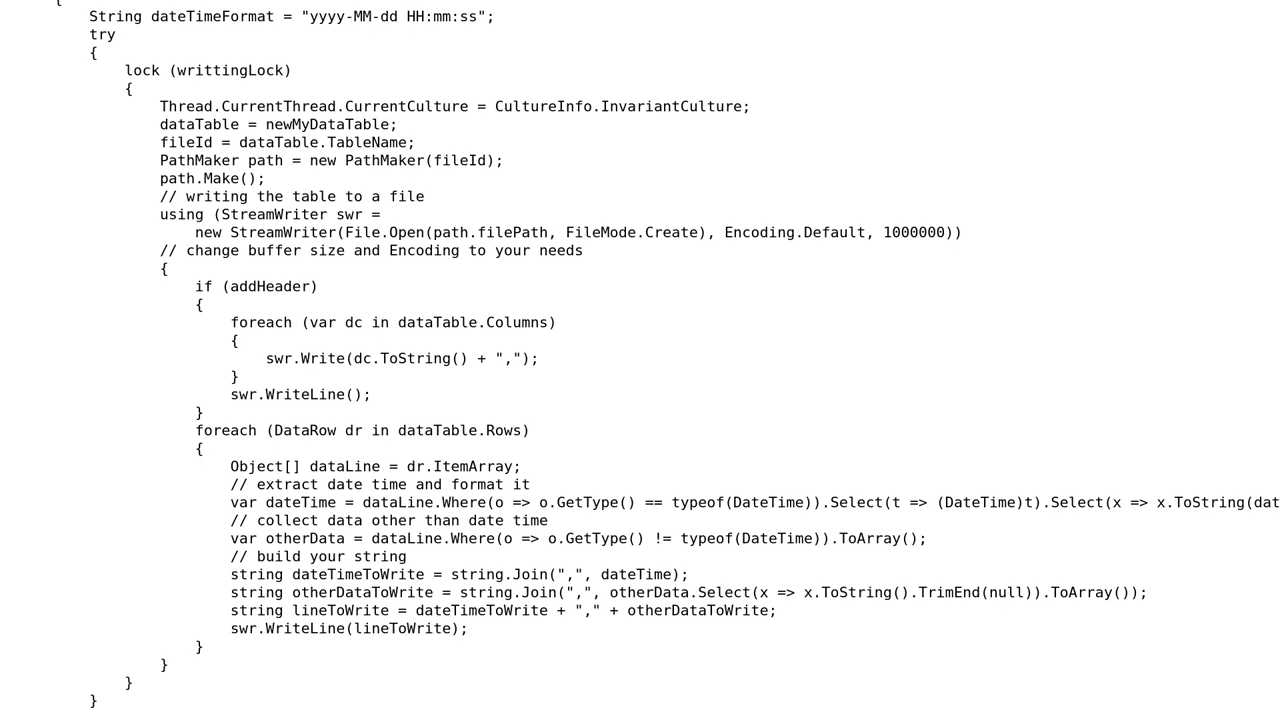 {
String dateTimeFormat = "yyyy-MM-dd HH:mm:ss";
try
{
lock (writtingLock)
{
Thread.CurrentThread.CurrentCulture = CultureInfo.InvariantCulture;
dataTable = newMyDataTable;
fileId = dataTable.TableName;
PathMaker path = new PathMaker(fileId);
path.Make();
// writing the table to a file
using (StreamWriter swr =
new StreamWriter(File.Open(path.filePath, FileMode.Create), Encoding.Default, 1000000))
// change buffer size and Encoding to your needs
{
if (addHeader)
{
foreach (var dc in dataTable.Columns)
{
swr.Write(dc.ToString() + ",");
}
swr.WriteLine();
}
foreach (DataRow dr in dataTable.Rows)
{
Object[] dataLine = dr.ItemArray;
// extract date time and format it
var dateTime = dataLine.Where(o => o.GetType() == typeof(DateTime)).Select(t => (DateTime)t).Select(x => x.ToString(dat
// collect data other than date time
var otherData = dataLine.Where(o => o.GetType() != typeof(DateTime)).ToArray();
// build your string
string dateTimeToWrite = string.Join(",", dateTime);
string otherDataToWrite = string.Join(",", otherData.Select(x => x.ToString().TrimEnd(null)).ToArray());
string lineToWrite = dateTimeToWrite + "," + otherDataToWrite;
swr.WriteLine(lineToWrite);
}
}
}
}